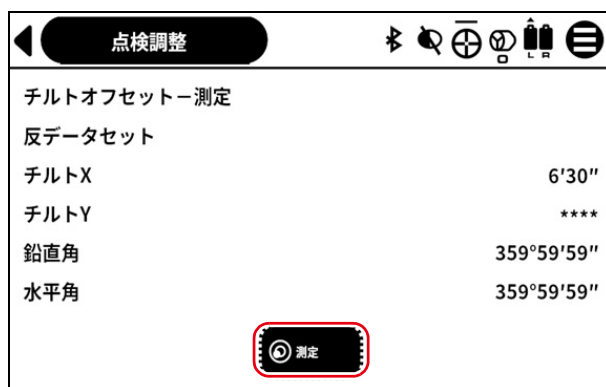 点検調整
L R
チルトオフセットー測定
反データセット
チルトX 6'30"
チルトY ****
鉛直角 359°59'59"
水平角 359°59'59"
測定